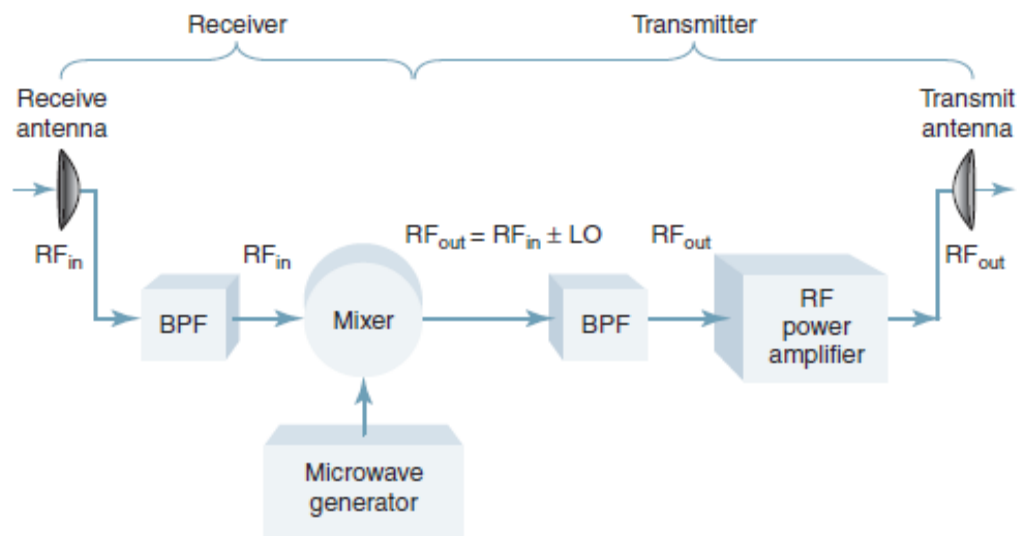 Receiver
Transmitter
Receive
antenna
Transmit
antenna
RFin
RFin
RFout = RFin ± LO
RFout
RFout
BPF
Mixer
BPF
RF
power
amplifier
Microwave
generator